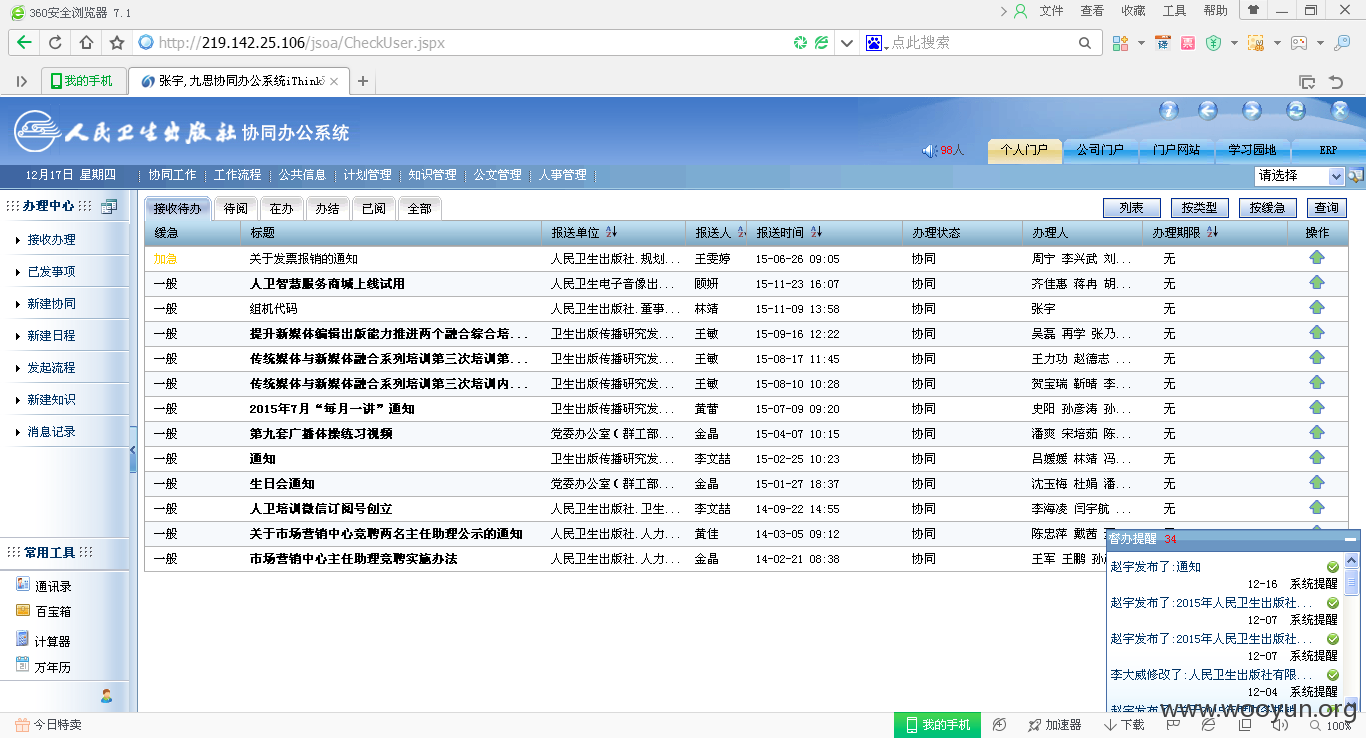 360安全浏览器 7.1 文件 查看 收藏 工具 帮助
http://219.142.25.106/jsoa/CheckUser.jspx 点此搜索
我的手机 张宇,九思协同办公系统iThink
人民卫生出版社 协同办公系统
98人 个人门户 公司门户 门户网站 学习园地 ERP
12月17日 星期四 协同工作 工作流程 公共信息 计划管理 知识管理 公文管理 人事管理 请选择
办理中心
接收办理
已发事项
新建协同
新建日程
发起流程
新建知识
消息记录
常用工具
通讯录
百宝箱
计算器
万年历
接收待办 待阅 在办 办结 已阅 全部 列表 按类型 按缓急 查询
缓急 标题 报送单位 报送人 报送时间 办理状态 办理人 办理期限 操作
加急 关于发票报销的通知 人民卫生出版社.规划... 王雯婷 15-06-26 09:05 协同 周宁 李兴武 刘... 无
一般 人卫智慧服务商城上线试用 人民卫生电子音像出... 顾妍 15-11-23 16:07 协同 齐佳惠 蒋冉 胡... 无
一般 组机代码 人民卫生出版社.董事... 林靖 15-11-09 13:58 协同 张宇 无
一般 提升新媒体编辑出版能力推进两个融合综合培... 卫生出版传播研究发... 王敏 15-09-16 12:22 协同 吴磊 再学 张乃... 无
一般 传统媒体与新媒体融合系列培训第三次培训第... 卫生出版传播研究发... 王敏 15-08-17 11:45 协同 王力功 赵德志 ... 无
一般 传统媒体与新媒体融合系列培训第三次培训内... 卫生出版传播研究发... 王敏 15-08-10 10:28 协同 贺宝瑞 靳晴 李... 无
一般 2015年7月“每月一讲”通知 卫生出版传播研究发... 黄蕾 15-07-09 09:20 协同 史阳 孙彦涛 孙... 无
一般 第九套广播体操练习视频 党委办公室(群工部... 金晶 15-04-07 10:15 协同 潘爽 宋培茹 陈... 无
一般 通知 卫生出版传播研究发... 李文喆 15-02-25 10:23 协同 吕媛媛 林靖 冯... 无
一般 生日会通知 党委办公室(群工部... 金晶 15-01-27 18:37 协同 沈玉梅 杜娟 潘... 无
一般 人卫培训微信订阅号创立 人民卫生出版社.卫生... 李文喆 14-09-22 14:55 协同 李海凌 闫宇航 ... 无
一般 关于市场营销中心竞聘两名主任助理公示的通知 人民卫生出版社.人力... 黄佳 14-03-05 09:12 协同 陈忠萍 戴茜
一般 市场营销中心主任助理竞聘实施办法 人民卫生出版社.人力... 金晶 14-02-21 08:38 协同 王军 王鹏 孙
督办提醒 34
赵宇发布了:通知
12-16 系统提醒
赵宇发布了:2015年人民卫生出版社...
12-07 系统提醒
赵宇发布了:2015年人民卫生出版社...
12-07 系统提醒
李大威修改了:人民卫生出版社有限...
12-04 系统提醒
www.wooyun.org
今日特卖 我的手机 加速器 下载 100%